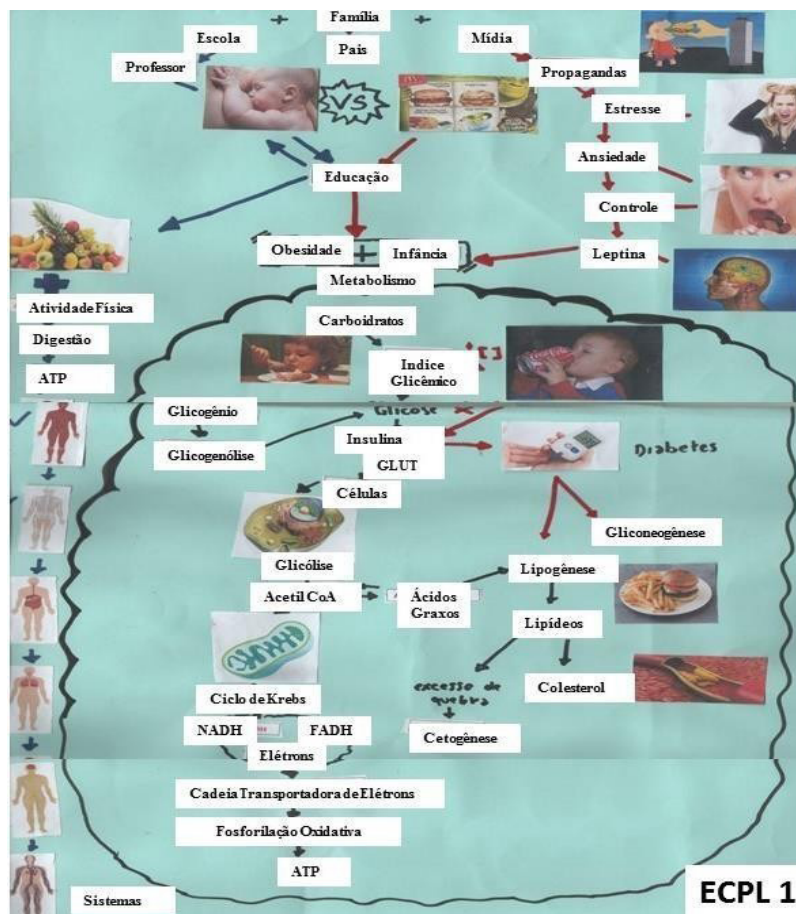 + Família +
Escola
Mídia
Pais
Professor
Propagandas
VS
Estresse
Ansiedade
Educação
Controle
Obesidade + Infância
Leptina
Metabolismo
Atividade Física
Carboidratos
Digestão
Indice
Glicêmico
ATP
Glicogênio
Glicose
Insulina
Glicogenólise
Diabetes
GLUT
Células
Gliconeogênese
Glicólise
Lipogênese
Acetil CoA
Ácidos
Graxos
Lipídeos
excesso de
quebra
Colesterol
Ciclo de Krebs
NADH
FADH
Cetogênese
Elétrons
Cadeia Transportadora de Elétrons
Fosforilação Oxidativa
ATP
Sistemas
ECPL 1